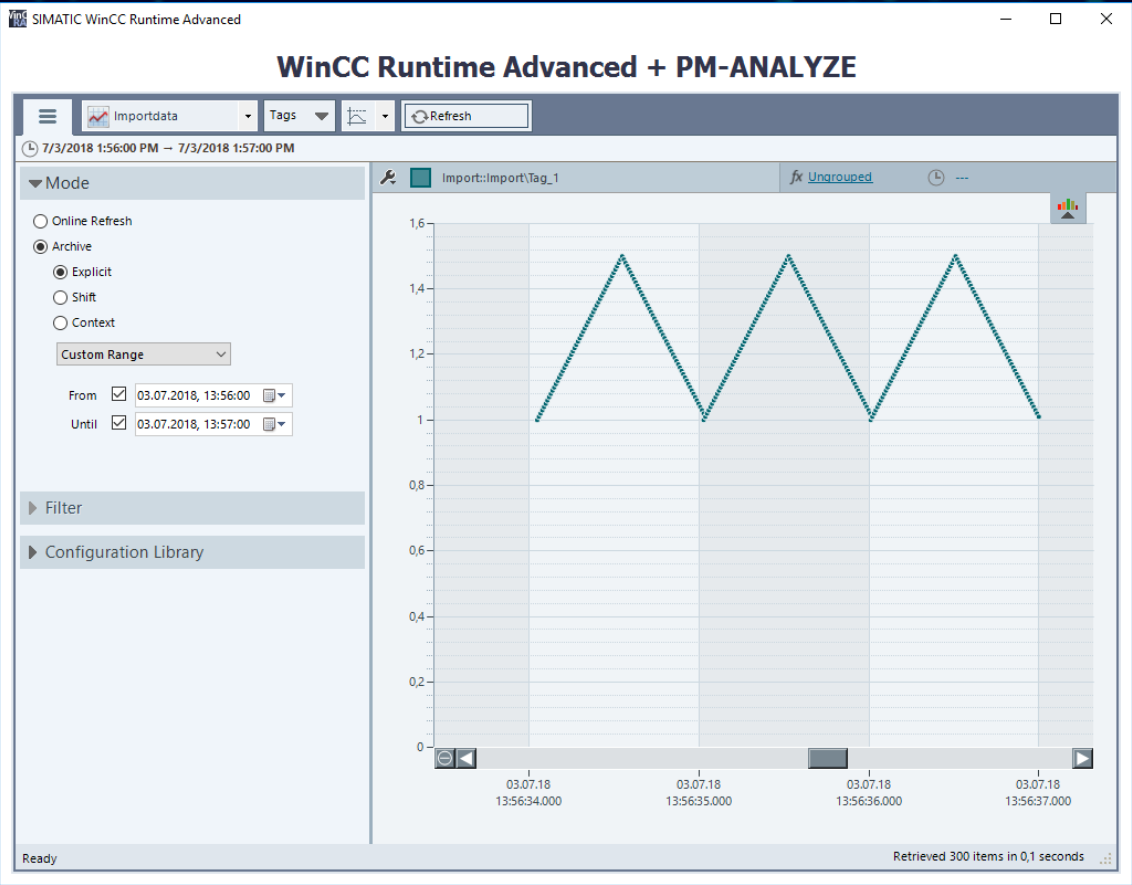 WinC
RA
SIMATIC WinCC Runtime Advanced
WinCC Runtime Advanced + PM-ANALYZE
Importdata
Tags
Refresh
7/3/2018 1:56:00 PM → 7/3/2018 1:57:00 PM
Mode
Online Refresh
Archive
Explicit
Shift
Context
Custom Range
From 03.07.2018, 13:56:00
Until 03.07.2018, 13:57:00
Filter
Configuration Library
Import::Import\Tag_1
fx Ungrouped ---
1,6
1,4
1,2
1
0,8
0,6
0,4
0,2
0
03.07.18 03.07.18 03.07.18 03.07.18
13:56:34.000 13:56:35.000 13:56:36.000 13:56:37.000
Ready
Retrieved 300 items in 0,1 seconds